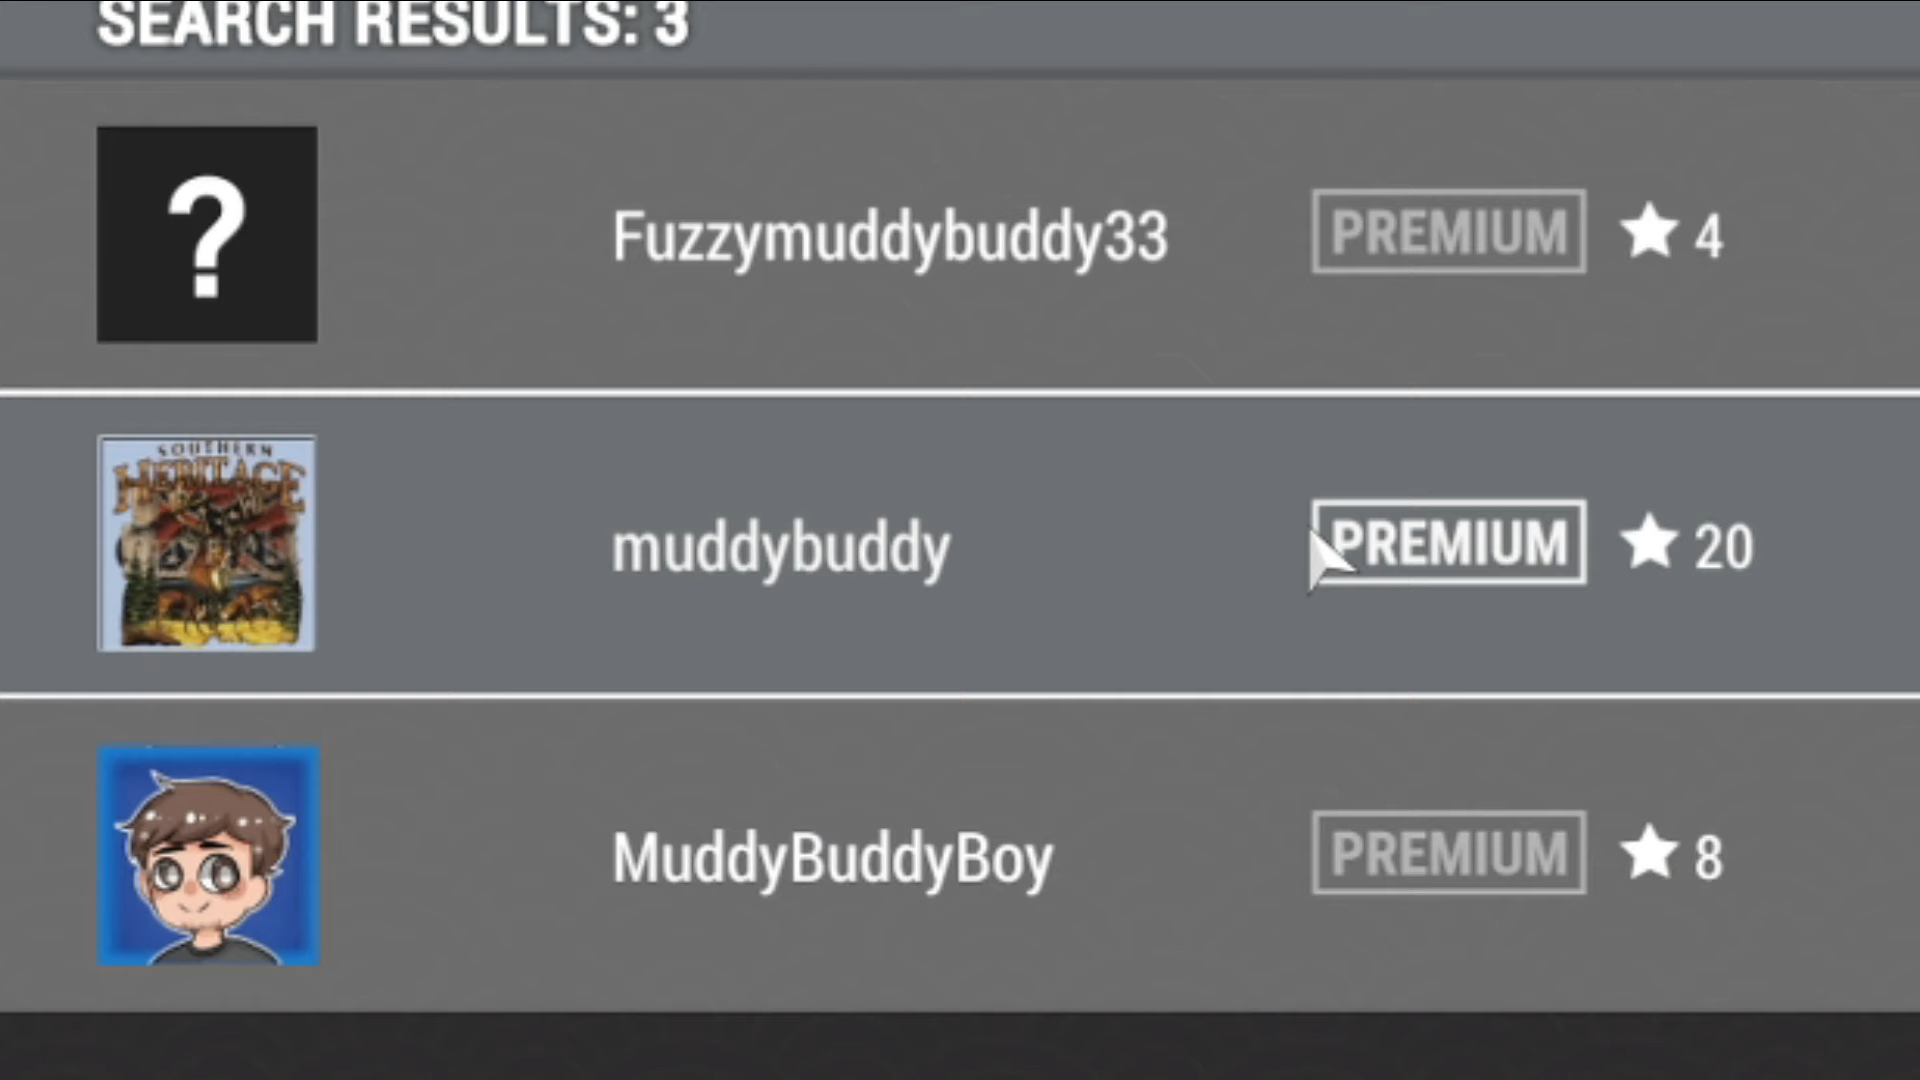 SEARCH RESULTS: 3
?
Fuzzymuddybuddy33 PREMIUM 4
SOUTHERN
HERITAGE
muddybuddy PREMIUM 20
MuddyBuddyBoy PREMIUM 8